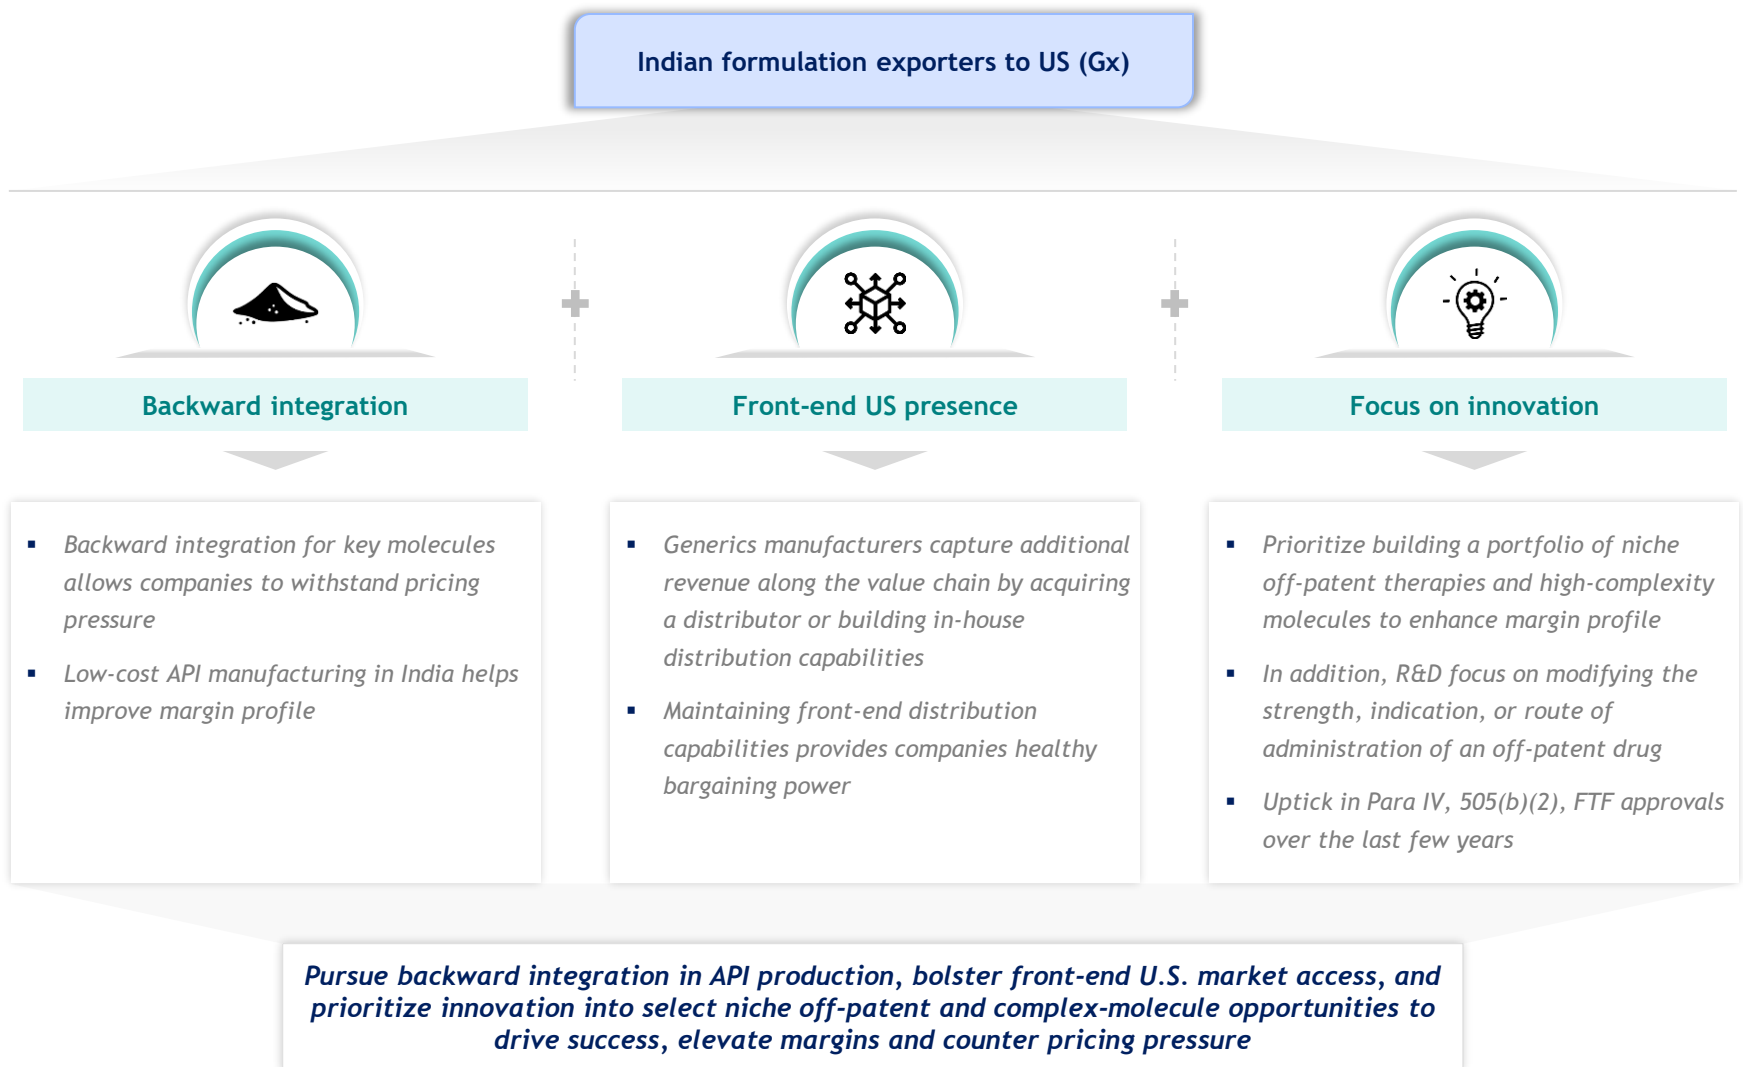 Indian formulation exporters to US (Gx)
Backward integration
Front-end US presence
Focus on innovation
▪ Backward integration for key molecules
allows companies to withstand pricing
pressure
▪ Low-cost API manufacturing in India helps
improve margin profile
▪ Generics manufacturers capture additional
revenue along the value chain by acquiring
a distributor or building in-house
distribution capabilities
▪ Maintaining front-end distribution
capabilities provides companies healthy
bargaining power
▪ Prioritize building a portfolio of niche
off-patent therapies and high-complexity
molecules to enhance margin profile
▪ In addition, R&D focus on modifying the
strength, indication, or route of
administration of an off-patent drug
▪ Uptick in Para IV, 505(b)(2), FTF approvals
over the last few years
Pursue backward integration in API production, bolster front-end U.S. market access, and
prioritize innovation into select niche off-patent and complex-molecule opportunities to
drive success, elevate margins and counter pricing pressure